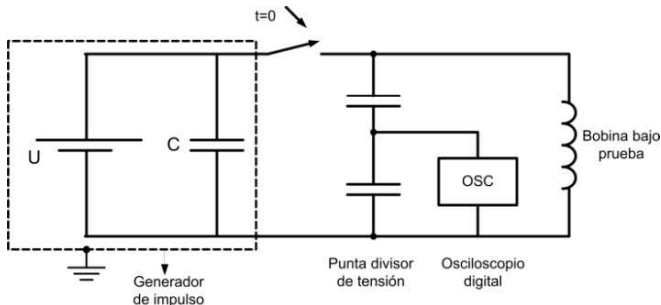 t=0
U
C
OSC
Bobina bajo
prueba
Generador
de impulso
Punta divisor
de tensión
Osciloscopio
digital